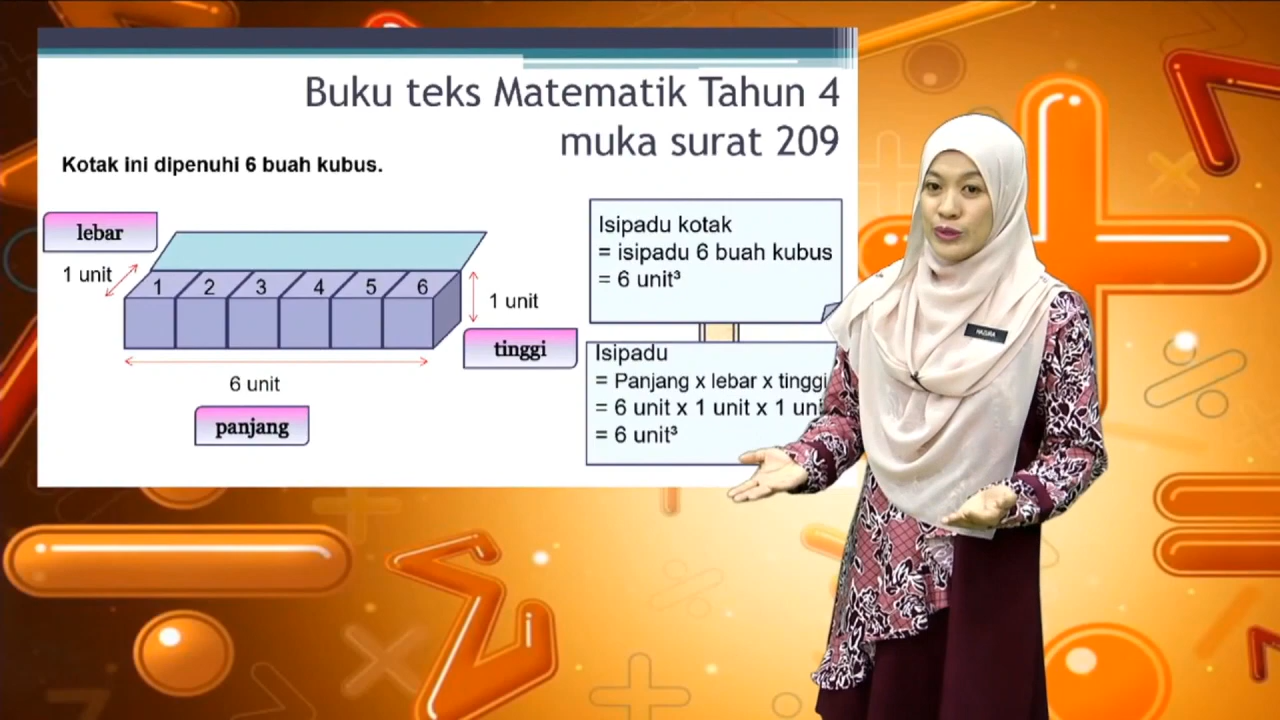 Buku teks Matematik Tahun 4
muka surat 209
Kotak ini dipenuhi 6 buah kubus.
lebar
1 unit
1 2 3 4 5 6
1 unit
tinggi
6 unit
panjang
Isipadu kotak
= isipadu 6 buah kubus
= 6 unit³
Isipadu
= Panjang x lebar x tinggi
= 6 unit x 1 unit x 1 uni
= 6 unit³
HAZURA